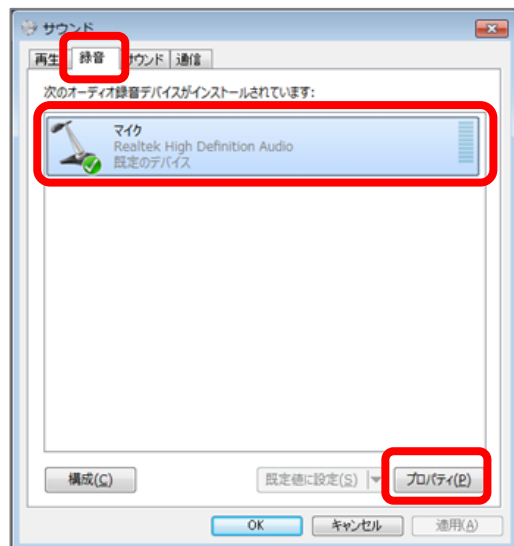 サウンド
再生 録音 サウンド 通信
次のオーディオ録音デバイスがインストールされています:
マイク
Realtek High Definition Audio
既定のデバイス
構成(C) 既定値に設定(S) プロパティ(P)
OK キャンセル 適用(A)